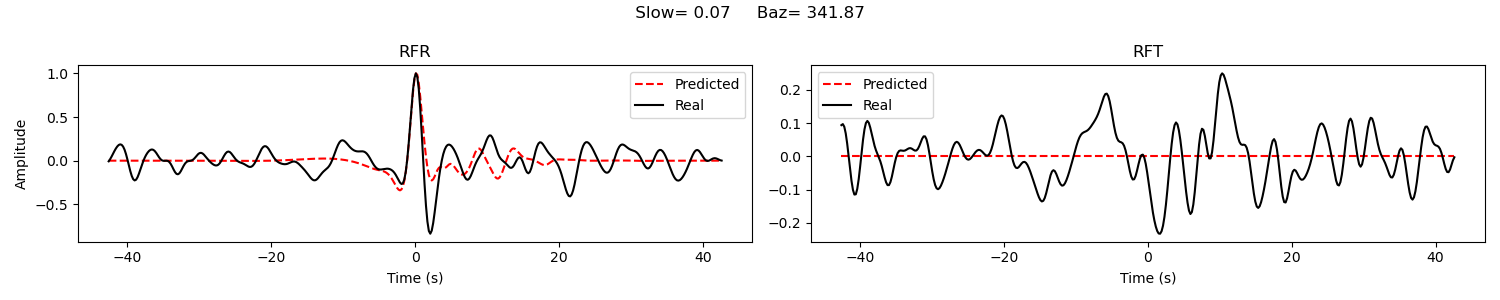 Slow= 0.07     Baz= 341.87
RFR
RFT
Amplitude
1.0
0.5
0.0
−0.5
Predicted
Real
−40
−20
0
20
40
Time (s)
0.2
0.1
0.0
−0.1
−0.2
Predicted
Real
−40
−20
0
20
40
Time (s)